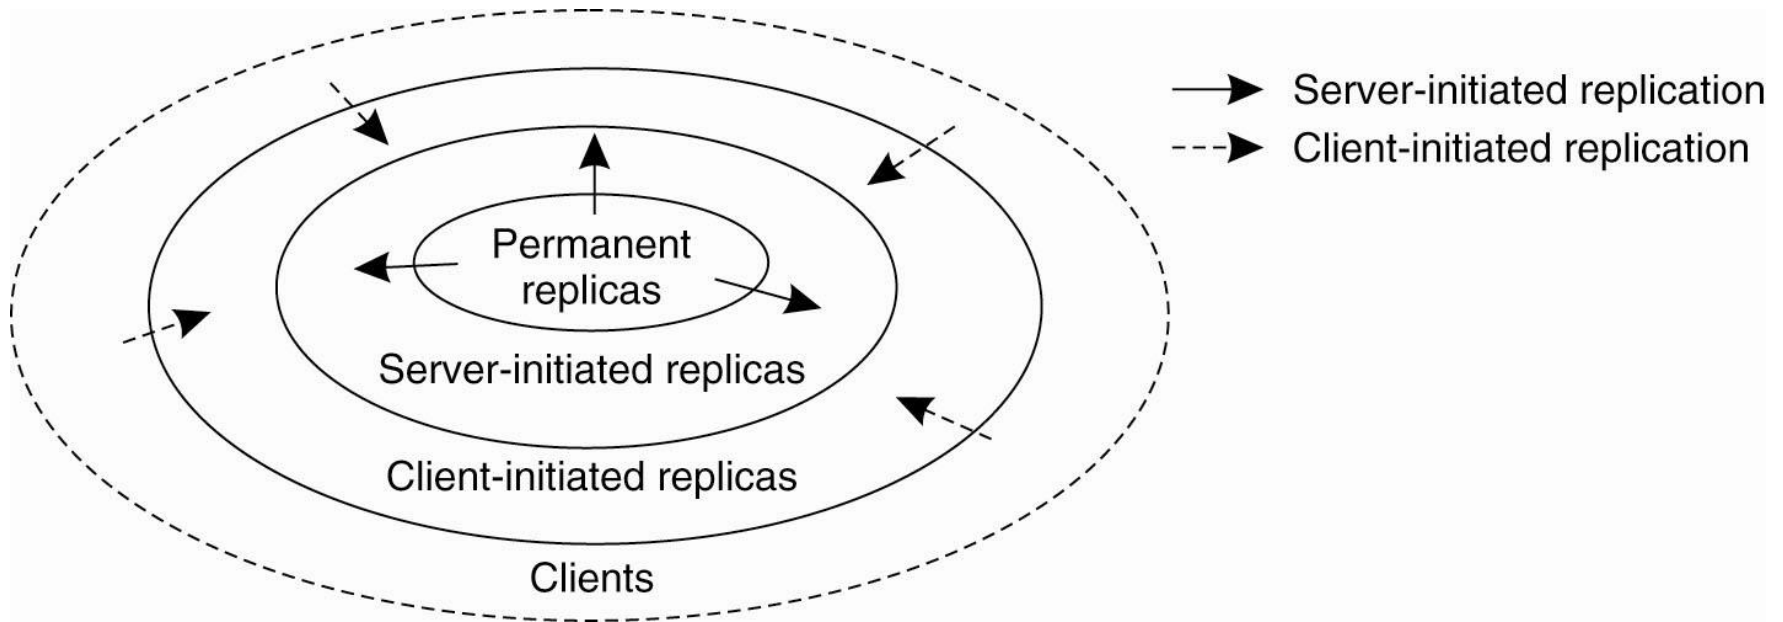 Server-initiated replication
Client-initiated replication
Permanent
replicas
Server-initiated replicas
Client-initiated replicas
Clients